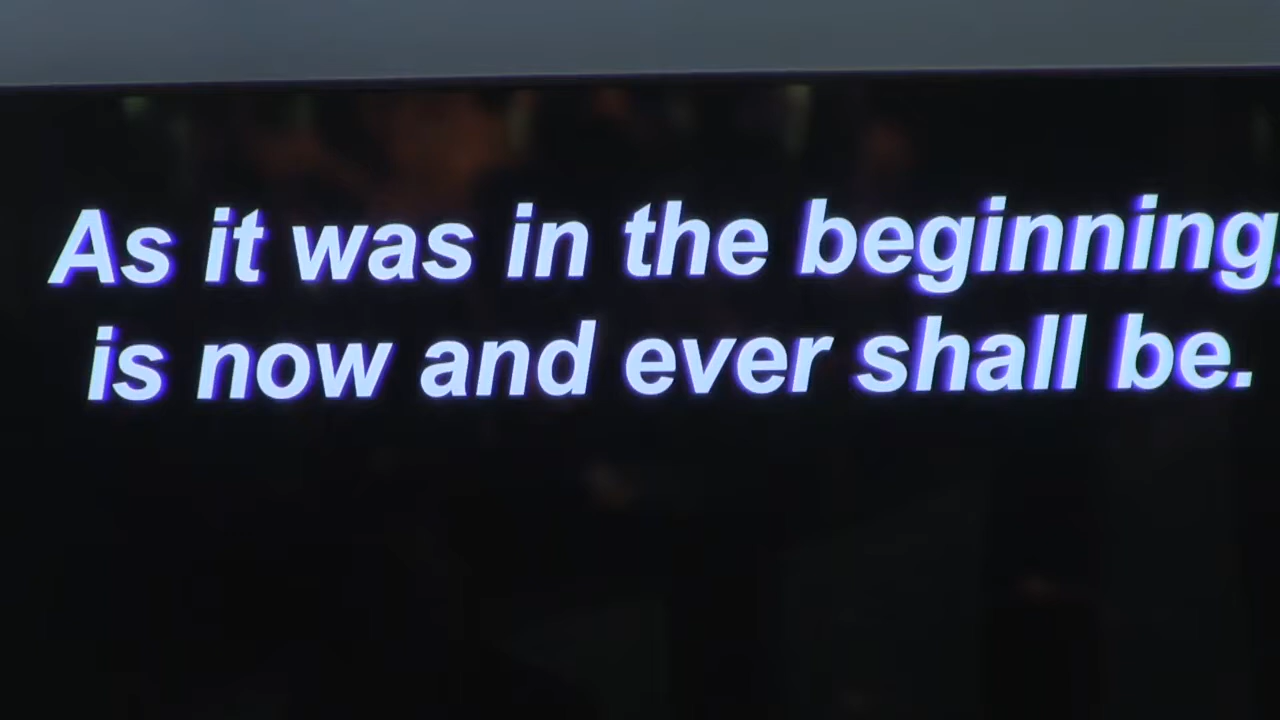 As it was in the beginning,
is now and ever shall be.